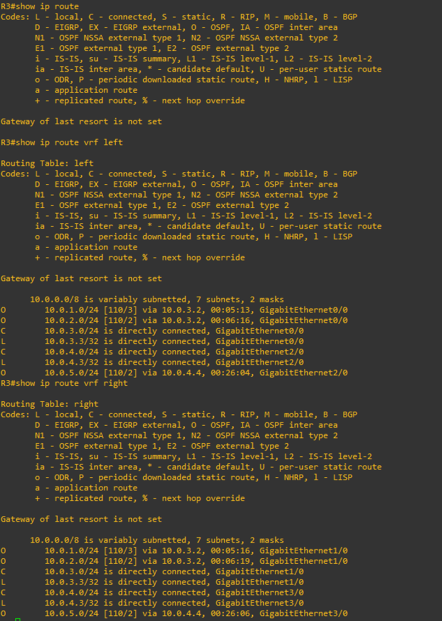 R3#show ip route
Codes: L - local, C - connected, S - static, R - RIP, M - mobile, B - BGP
D - EIGRP, EX - EIGRP external, O - OSPF, IA - OSPF inter area
N1 - OSPF NSSA external type 1, N2 - OSPF NSSA external type 2
E1 - OSPF external type 1, E2 - OSPF external type 2
i - IS-IS, su - IS-IS summary, L1 - IS-IS level-1, L2 - IS-IS level-2
ia - IS-IS inter area, * - candidate default, U - per-user static route
o - ODR, P - periodic downloaded static route, H - NHRP, l - LISP
a - application route
+ - replicated route, % - next hop override
Gateway of last resort is not set
R3#show ip route vrf left
Routing Table: left
Codes: L - local, C - connected, S - static, R - RIP, M - mobile, B - BGP
D - EIGRP, EX - EIGRP external, O - OSPF, IA - OSPF inter area
N1 - OSPF NSSA external type 1, N2 - OSPF NSSA external type 2
E1 - OSPF external type 1, E2 - OSPF external type 2
i - IS-IS, su - IS-IS summary, L1 - IS-IS level-1, L2 - IS-IS level-2
ia - IS-IS inter area, * - candidate default, U - per-user static route
o - ODR, P - periodic downloaded static route, H - NHRP, l - LISP
a - application route
+ - replicated route, % - next hop override
Gateway of last resort is not set
10.0.0.0/8 is variably subnetted, 7 subnets, 2 masks
O 10.0.1.0/24 [110/3] via 10.0.3.2, 00:05:13, GigabitEthernet0/0
O 10.0.2.0/24 [110/2] via 10.0.3.2, 00:06:16, GigabitEthernet0/0
C 10.0.3.0/24 is directly connected, GigabitEthernet0/0
L 10.0.3.3/32 is directly connected, GigabitEthernet0/0
C 10.0.4.0/24 is directly connected, GigabitEthernet2/0
L 10.0.4.3/32 is directly connected, GigabitEthernet2/0
O 10.0.5.0/24 [110/2] via 10.0.4.4, 00:26:04, GigabitEthernet2/0
R3#show ip route vrf right
Routing Table: right
Codes: L - local, C - connected, S - static, R - RIP, M - mobile, B - BGP
D - EIGRP, EX - EIGRP external, O - OSPF, IA - OSPF inter area
N1 - OSPF NSSA external type 1, N2 - OSPF NSSA external type 2
E1 - OSPF external type 1, E2 - OSPF external type 2
i - IS-IS, su - IS-IS summary, L1 - IS-IS level-1, L2 - IS-IS level-2
ia - IS-IS inter area, * - candidate default, U - per-user static route
o - ODR, P - periodic downloaded static route, H - NHRP, l - LISP
a - application route
+ - replicated route, % - next hop override
Gateway of last resort is not set
10.0.0.0/8 is variably subnetted, 7 subnets, 2 masks
O 10.0.1.0/24 [110/3] via 10.0.3.2, 00:05:16, GigabitEthernet1/0
O 10.0.2.0/24 [110/2] via 10.0.3.2, 00:06:19, GigabitEthernet1/0
C 10.0.3.0/24 is directly connected, GigabitEthernet1/0
L 10.0.3.3/32 is directly connected, GigabitEthernet1/0
C 10.0.4.0/24 is directly connected, GigabitEthernet3/0
L 10.0.4.3/32 is directly connected, GigabitEthernet3/0
O 10.0.5.0/24 [110/2] via 10.0.4.4, 00:26:06, GigabitEthernet3/0